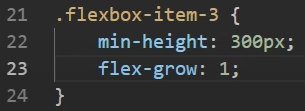 21 .flexbox-item-3 {
22     min-height: 300px;
23     flex-grow: 1;
24 }